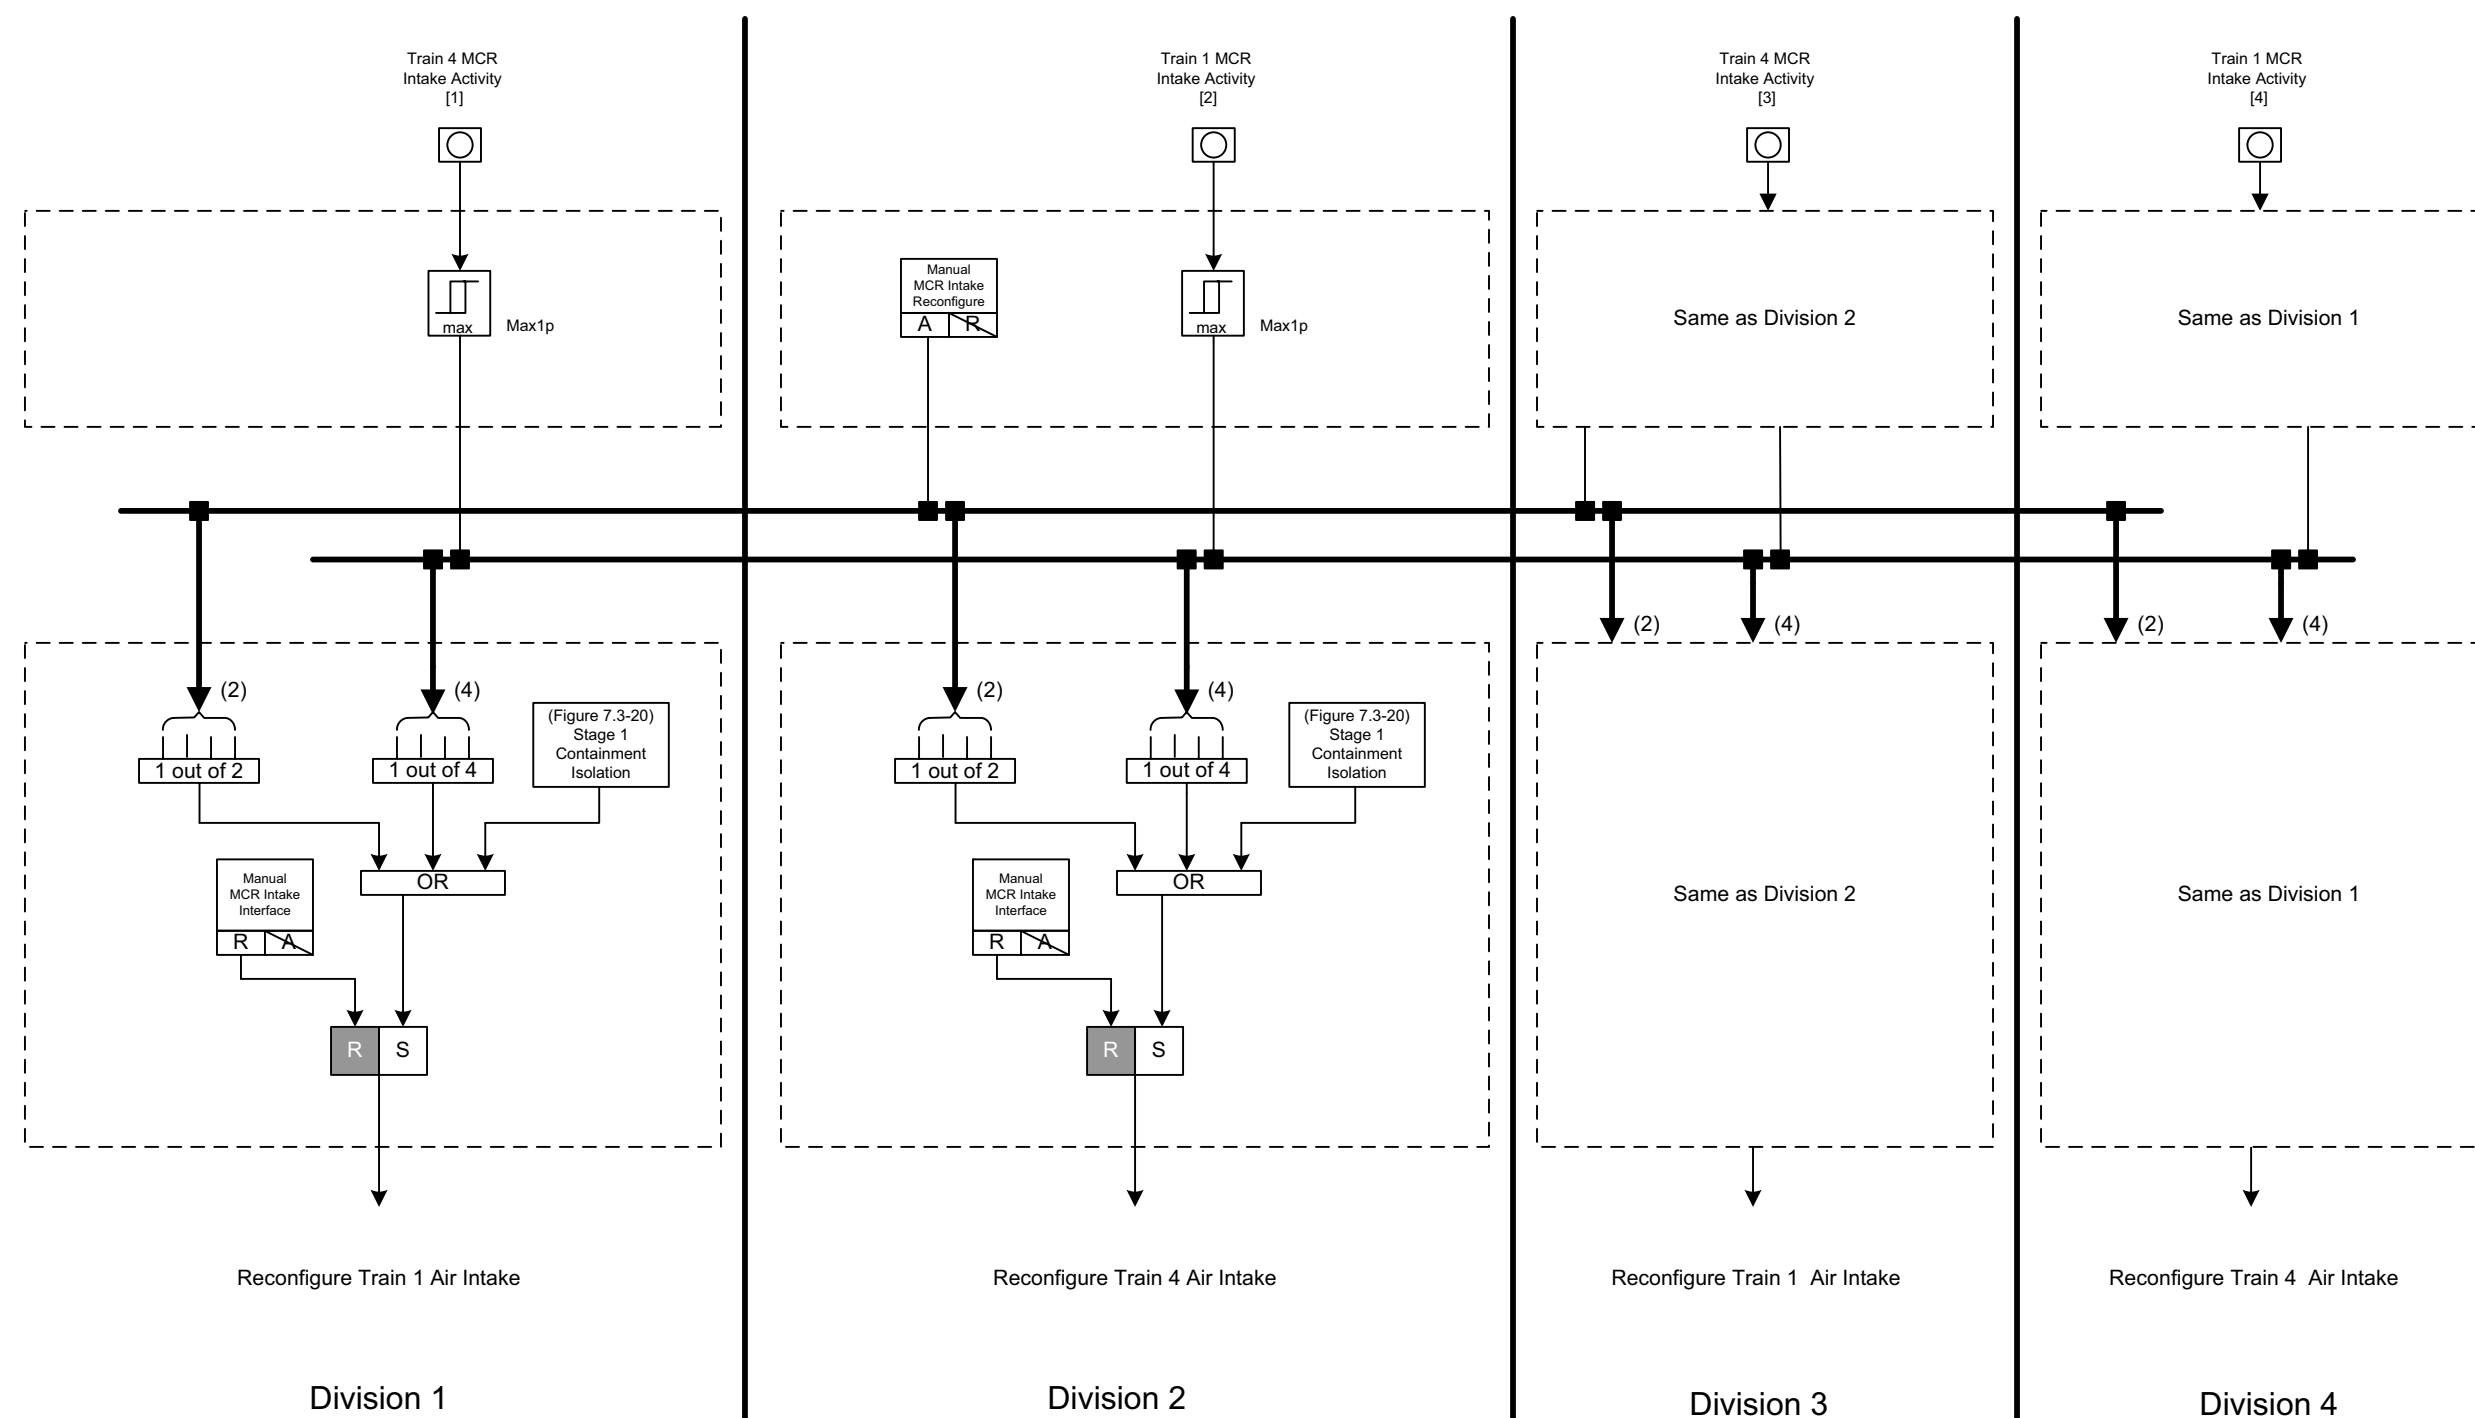 Train 4 MCR
Intake Activity
[1]
Train 1 MCR
Intake Activity
[2]
Train 4 MCR
Intake Activity
[3]
Train 1 MCR
Intake Activity
[4]
max
Max1p
Manual
MCR Intake
Reconfigure
A R
max
Max1p
Same as Division 2
Same as Division 1
(2)
(4)
(2)
(4)
(2)
(4)
1 out of 2
1 out of 4
(Figure 7.3-20)
Stage 1
Containment
Isolation
OR
Manual
MCR Intake
Interface
R A
R S
(2)
(4)
1 out of 2
1 out of 4
(Figure 7.3-20)
Stage 1
Containment
Isolation
OR
Manual
MCR Intake
Interface
R A
R S
Same as Division 2
Same as Division 1
Reconfigure Train 1 Air Intake
Reconfigure Train 4 Air Intake
Reconfigure Train 1 Air Intake
Reconfigure Train 4 Air Intake
Division 1
Division 2
Division 3
Division 4